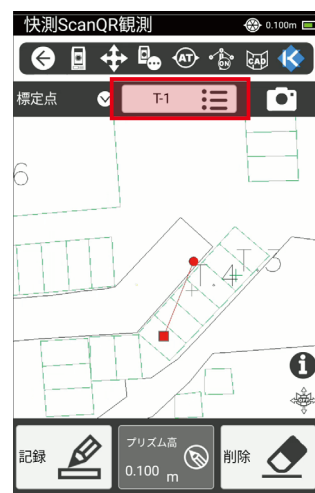 快測ScanQR観測
0.100m
AT
ON
CAD
標定点
T-1
6
T.4
T
3
記録
プリズム高
0.100 m
削除